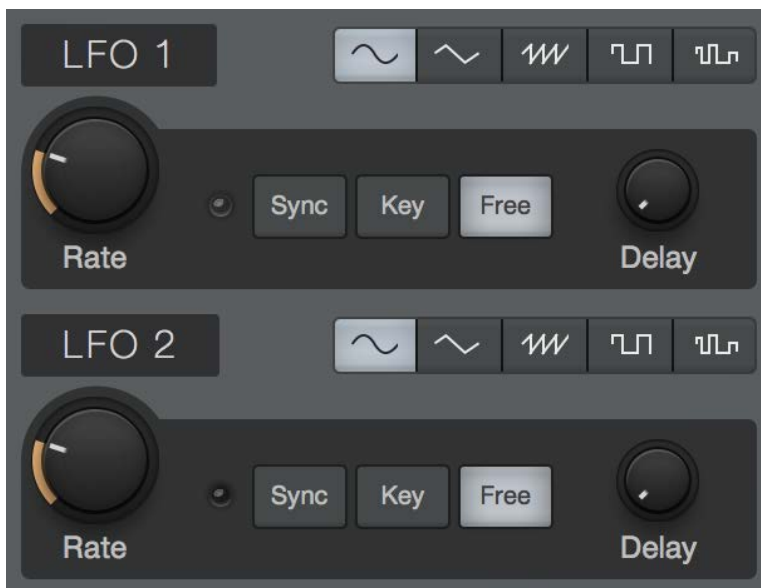 LFO 1
Sync Key Free
Rate Delay
LFO 2
Sync Key Free
Rate Delay